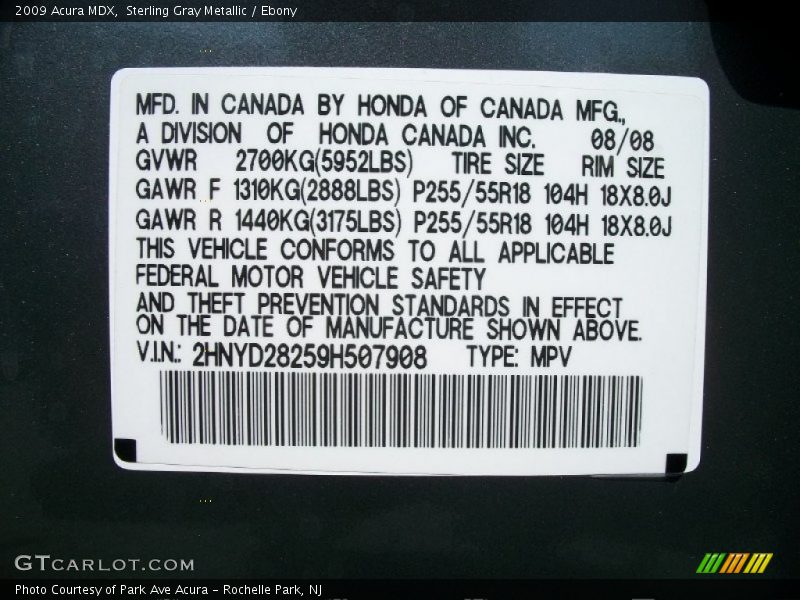 2009 Acura MDX, Sterling Gray Metallic / Ebony
MFD. IN CANADA BY HONDA OF CANADA MFG.,
A DIVISION OF HONDA CANADA INC. 08/08
GVWR 2700KG(5952LBS) TIRE SIZE RIM SIZE
GAWR F 1310KG(2888LBS) P255/55R18 104H 18X8.0J
GAWR R 1440KG(3175LBS) P255/55R18 104H 18X8.0J
THIS VEHICLE CONFORMS TO ALL APPLICABLE
FEDERAL MOTOR VEHICLE SAFETY
AND THEFT PREVENTION STANDARDS IN EFFECT
ON THE DATE OF MANUFACTURE SHOWN ABOVE.
V.I.N.: 2HNYD28259H507908 TYPE: MPV
GTCARLOT.COM
Photo Courtesy of Park Ave Acura - Rochelle Park, NJ